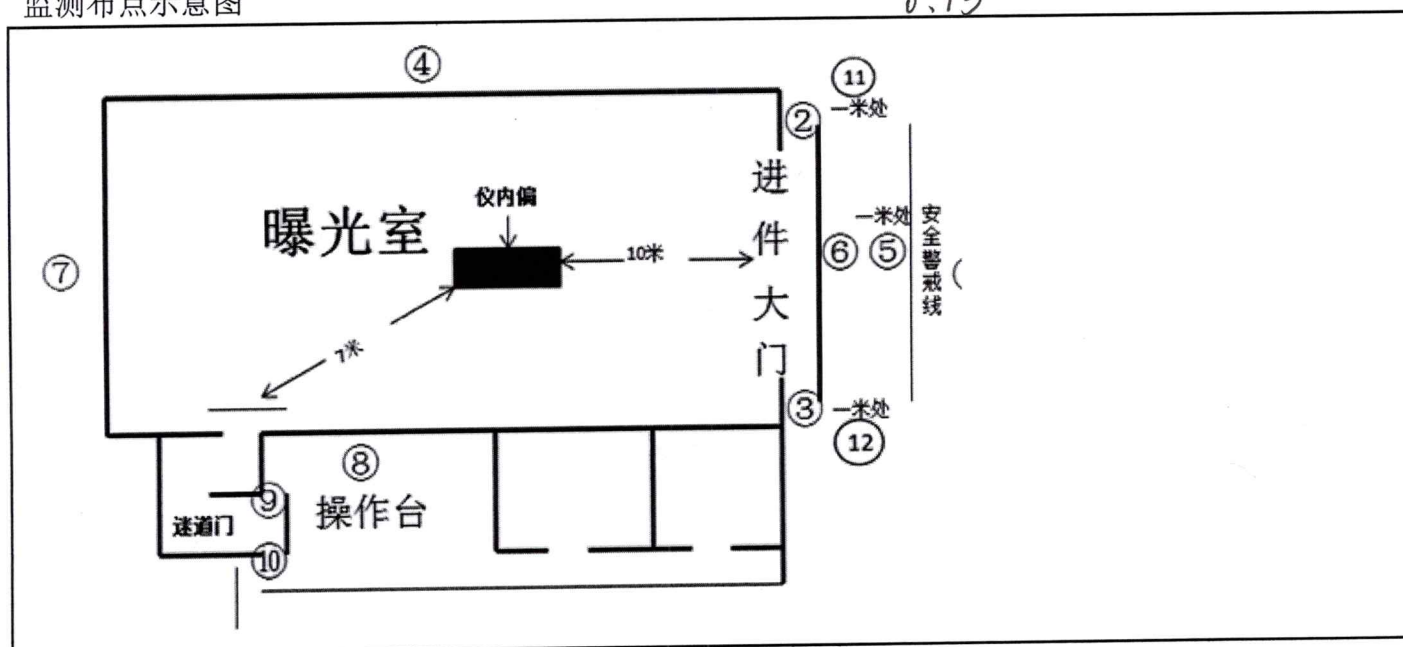 监测布点示意图
④
⑪
② 一米处
进件大门
仪内偏
曝光室
10米
一米处
安全警戒线
⑦
⑥ ⑤
(
7米
③ 一米处
⑫
⑧
⑨
操作台
迷道门
⑩